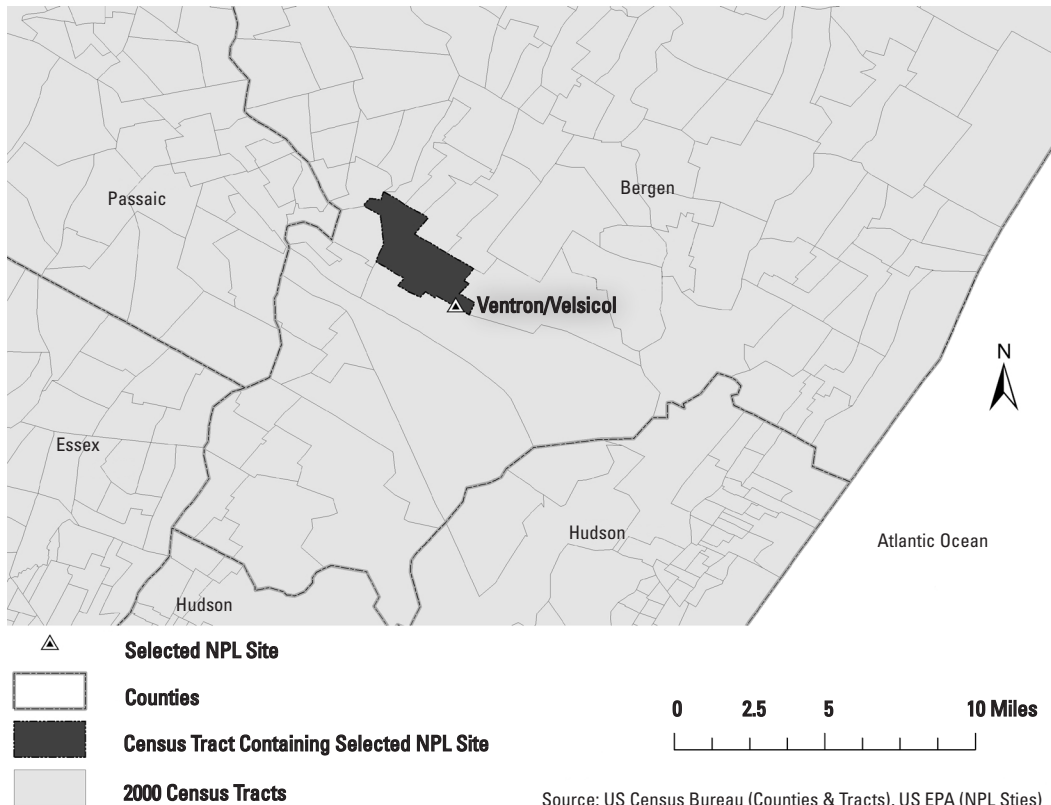 Passaic
Bergen
Ventron/Velsicol
N
Essex
Hudson
Atlantic Ocean
Hudson
Selected NPL Site
Counties
Census Tract Containing Selected NPL Site
2000 Census Tracts
0 2.5 5 10 Miles
Source: US Census Bureau (Counties & Tracts), US EPA (NPL Sties)